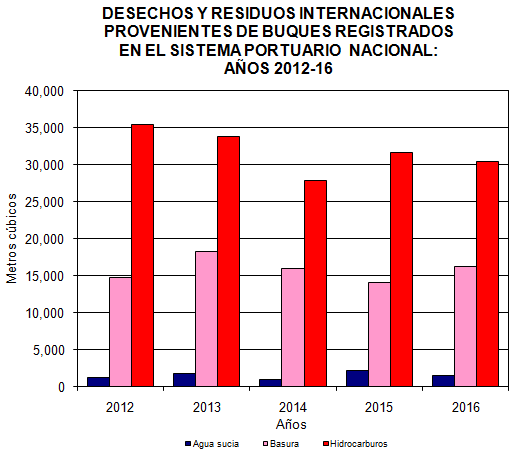 DESECHOS Y RESIDUOS INTERNACIONALES
PROVENIENTES DE BUQUES REGISTRADOS
EN EL SISTEMA PORTUARIO NACIONAL:
AÑOS 2012-16
40,000
35,000
30,000
25,000
20,000
15,000
10,000
5,000
0
Metros cúbicos
2012 2013 2014 2015 2016
Años
Agua sucia Basura Hidrocarburos